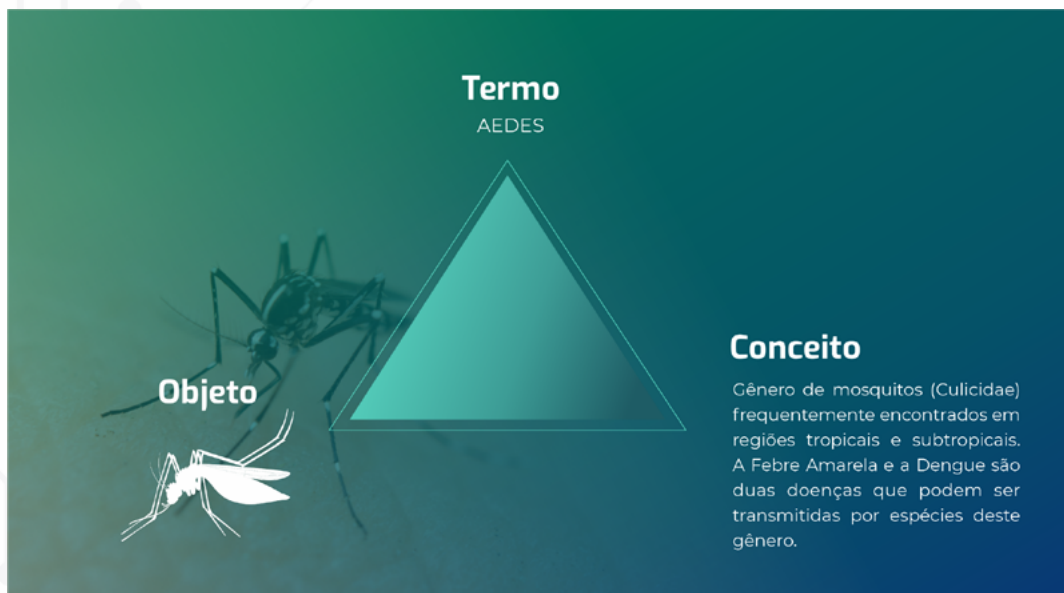 Termo
AEDES
Objeto
Conceito
Gênero de mosquitos (Culicidae)
frequentemente encontrados em
regiões tropicais e subtropicais.
A Febre Amarela e a Dengue são
duas doenças que podem ser
transmitidas por espécies deste
gênero.